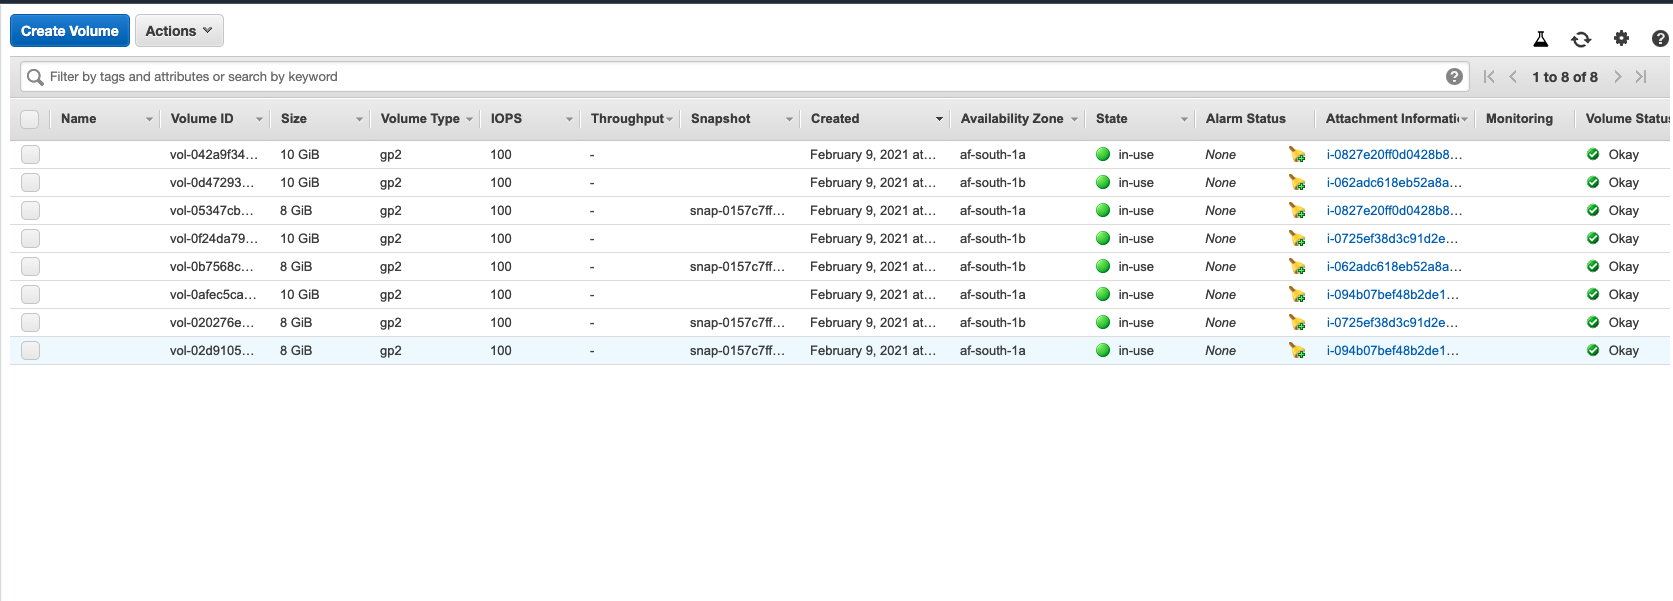 Create Volume Actions
Filter by tags and attributes or search by keyword 1 to 8 of 8
Name Volume ID Size Volume Type IOPS Throughput Snapshot Created Availability Zone State Alarm Status Attachment Informati Monitoring Volume Status
vol-042a9f34... 10 GiB gp2 100 - February 9, 2021 at... af-south-1a in-use None i-0827e20ff0d0428b8... Okay
vol-0d47293... 10 GiB gp2 100 - February 9, 2021 at... af-south-1b in-use None i-062adc618eb52a8a... Okay
vol-05347cb... 8 GiB gp2 100 - snap-0157c7ff... February 9, 2021 at... af-south-1a in-use None i-0827e20ff0d0428b8... Okay
vol-0f24da79... 10 GiB gp2 100 - February 9, 2021 at... af-south-1b in-use None i-0725ef38d3c91d2e... Okay
vol-0b7568c... 8 GiB gp2 100 - snap-0157c7ff... February 9, 2021 at... af-south-1b in-use None i-062adc618eb52a8a... Okay
vol-0afec5ca... 10 GiB gp2 100 - February 9, 2021 at... af-south-1a in-use None i-094b07bef48b2de1... Okay
vol-020276e... 8 GiB gp2 100 - snap-0157c7ff... February 9, 2021 at... af-south-1b in-use None i-0725ef38d3c91d2e... Okay
vol-02d9105... 8 GiB gp2 100 - snap-0157c7ff... February 9, 2021 at... af-south-1a in-use None i-094b07bef48b2de1... Okay